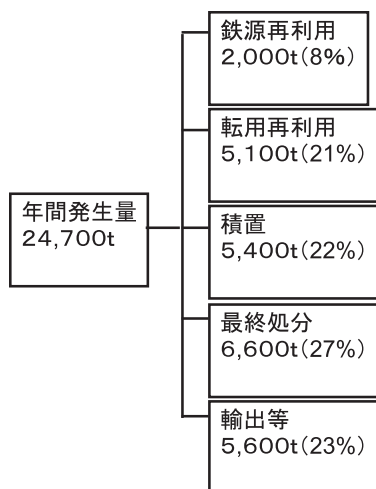 鉄源再利用
2,000t(8%)
転用再利用
5,100t(21%)
年間発生量
24,700t
積置
5,400t(22%)
最終処分
6,600t(27%)
輸出等
5,600t(23%)